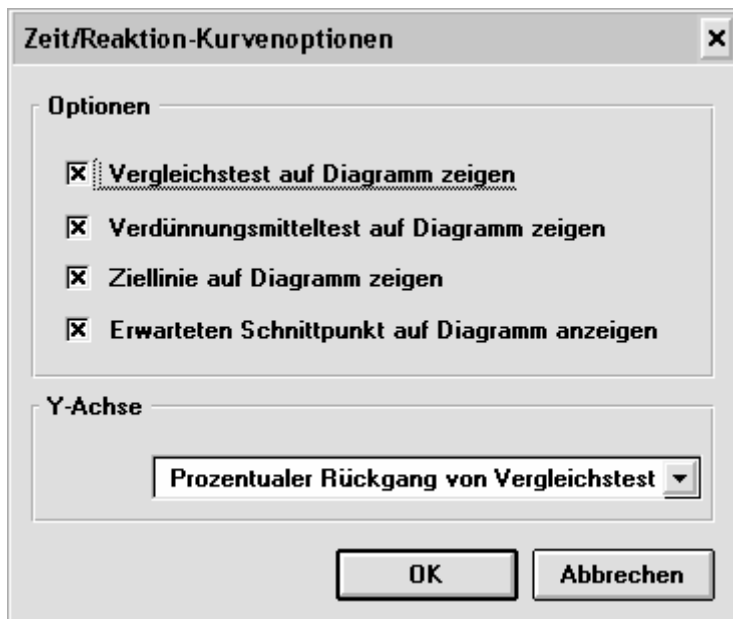 Zeit/Reaktion-Kurvenoptionen
Optionen
Vergleichstest auf Diagramm zeigen
Verdünnungsmitteltest auf Diagramm zeigen
Ziellinie auf Diagramm zeigen
Erwarteten Schnittpunkt auf Diagramm anzeigen
Y-Achse
Prozentualer Rückgang von Vergleichstest
OK Abbrechen